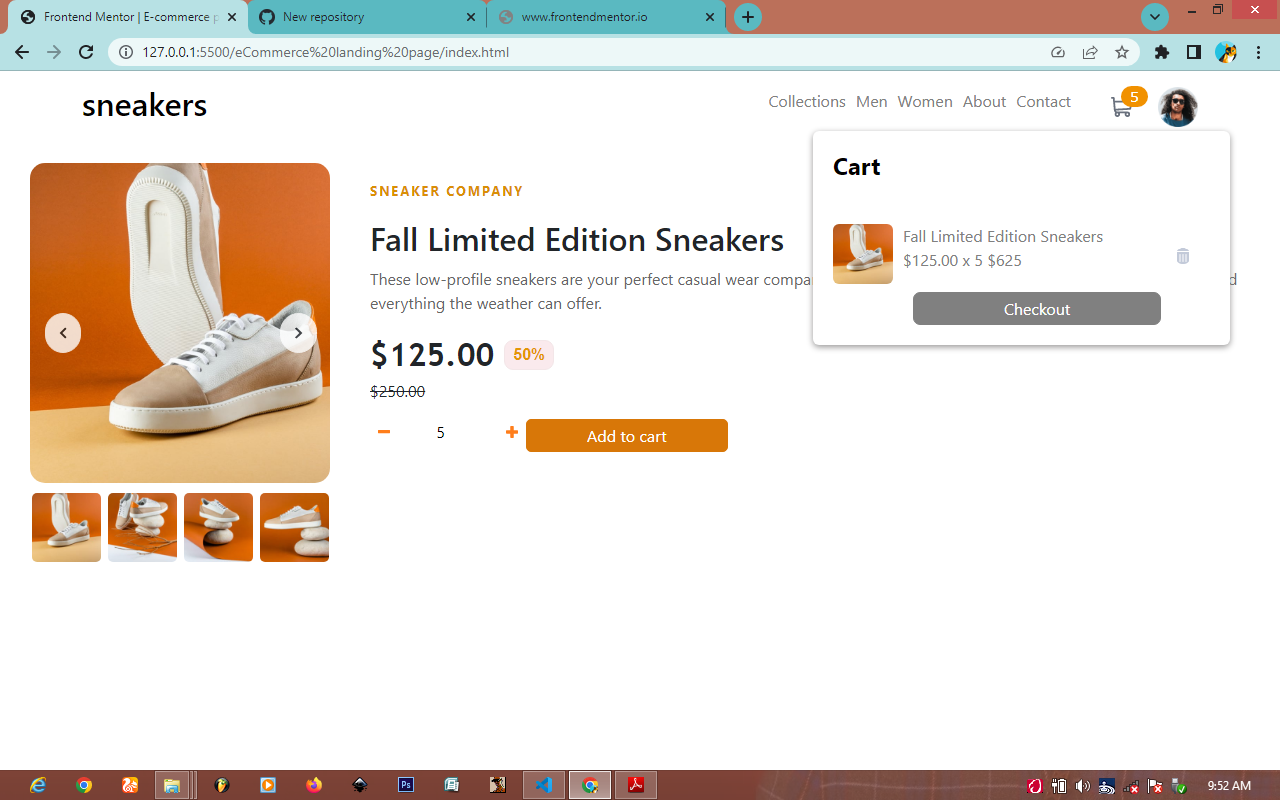 Frontend Mentor | E-commerce p
New repository
www.frontendmentor.io
127.0.0.1:5500/eCommerce%20landing%20page/index.html
sneakers
Collections Men Women About Contact
5
Cart
Fall Limited Edition Sneakers
$125.00 x 5 $625
Checkout
SNEAKER COMPANY
Fall Limited Edition Sneakers
These low-profile sneakers are your perfect casual wear compa
everything the weather can offer.
$125.00 50%
$250.00
5
Add to cart
Ps
9:52 AM